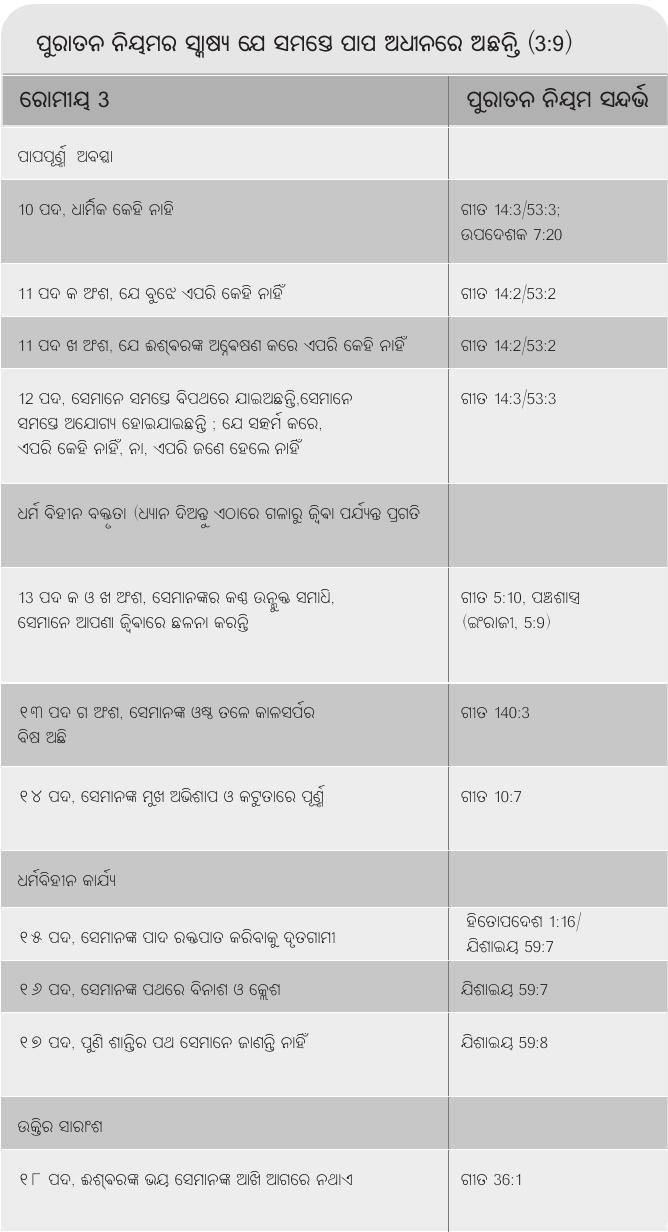 ପୁରାତନ ନିୟମର ସ୍କାଷ୍ୟ ଯେ ସମସ୍ତେ ପାପ ଅଧୀନରେ ଅଛନ୍ତି (3:9)
ରୋମୀୟ 3	ପୁରାତନ ନିୟମ ସନ୍ଦର୍ଭ
ପାପପୂର୍ଣ୍ଣ ଅବସ୍ଥା
10 ପଦ, ଧାର୍ମିକ କେହି ନାହି	ଗୀତ 14:3/53:3;
ଉପଦେଶକ 7:20
11 ପଦ କ ଅଂଶ, ଯେ ବୁଝେ ଏପରି କେହି ନାହିଁ	ଗୀତ 14:2/53:2
11 ପଦ ଖ ଅଂଶ, ଯେ ଈଶ୍ଵରଙ୍କ ଅନ୍ଵେଷଣ କରେ ଏପରି କେହି ନାହିଁ	ଗୀତ 14:2/53:2
12 ପଦ, ସେମାନେ ସମସ୍ତେ ବିପଥରେ ଯାଇଅଛନ୍ତି,ସେମାନେ	ଗୀତ 14:3/53:3
ସମସ୍ତେ ଅଯୋଗ୍ୟ ହୋଇଯାଇଛନ୍ତି ; ଯେ ସତ୍କର୍ମ କରେ,
ଏପରି କେହି ନାହିଁ, ନା, ଏପରି ଜଣେ ହେଲେ ନାହିଁ
ଧର୍ମ ବିହୀନ ବକ୍ତୃତା (ଧ୍ୟାନ ଦିଅନ୍ତୁ ଏଠାରେ ଗଳାରୁ ଜ଼ିଵା ପର୍ଯ୍ୟନ୍ତ ପ୍ରଗତି
13 ପଦ କ ଓ ଖ ଅଂଶ, ସେମାନଙ୍କର କଣ୍ଠ ଉନ୍ମୁକ୍ତ ସମାଧି,	ଗୀତ 5:10, ପଞ୍ଚଶାସ୍ତ୍ର
ସେମାନେ ଆପଣା ଜ଼ିଵାରେ ଛଳନା କରନ୍ତି	(ଇଂରାଜୀ, 5:9)
୧୩ ପଦ ଗ ଅଂଶ, ସେମାନଙ୍କ ଓଷ୍ଠ ତଳେ କାଳସର୍ପର	ଗୀତ 140:3
ବିଷ ଅଛି
୧୪ ପଦ, ସେମାନଙ୍କ ମୁଖ ଅଭିଶାପ ଓ କଟୁତାରେ ପୂର୍ଣ୍ଣ	ଗୀତ 10:7
ଧର୍ମବିହୀନ କାର୍ଯ୍ୟ
୧୫ ପଦ, ସେମାନଙ୍କ ପାଦ ରକ୍ତପାତ କରିବାକୁ ଦୃତଗାମୀ	ହିତୋପଦେଶ 1:16/
ଯିଶାଇୟ 59:7
୧୬ ପଦ, ସେମାନଙ୍କ ପଥରେ ବିନାଶ ଓ କ୍ଲେଶ	ଯିଶାଇୟ 59:7
୧୭ ପଦ, ପୁଣି ଶାନ୍ତିର ପଥ ସେମାନେ ଜାଣନ୍ତି ନାହିଁ	ଯିଶାଇୟ 59:8
ଉକ୍ତିର ସାରାଂଶ
୧୮ ପଦ, ଈଶ୍ଵରଙ୍କ ଭୟ ସେମାନଙ୍କ ଆଖି ଆଗରେ ନଥାଏ	ଗୀତ 36:1